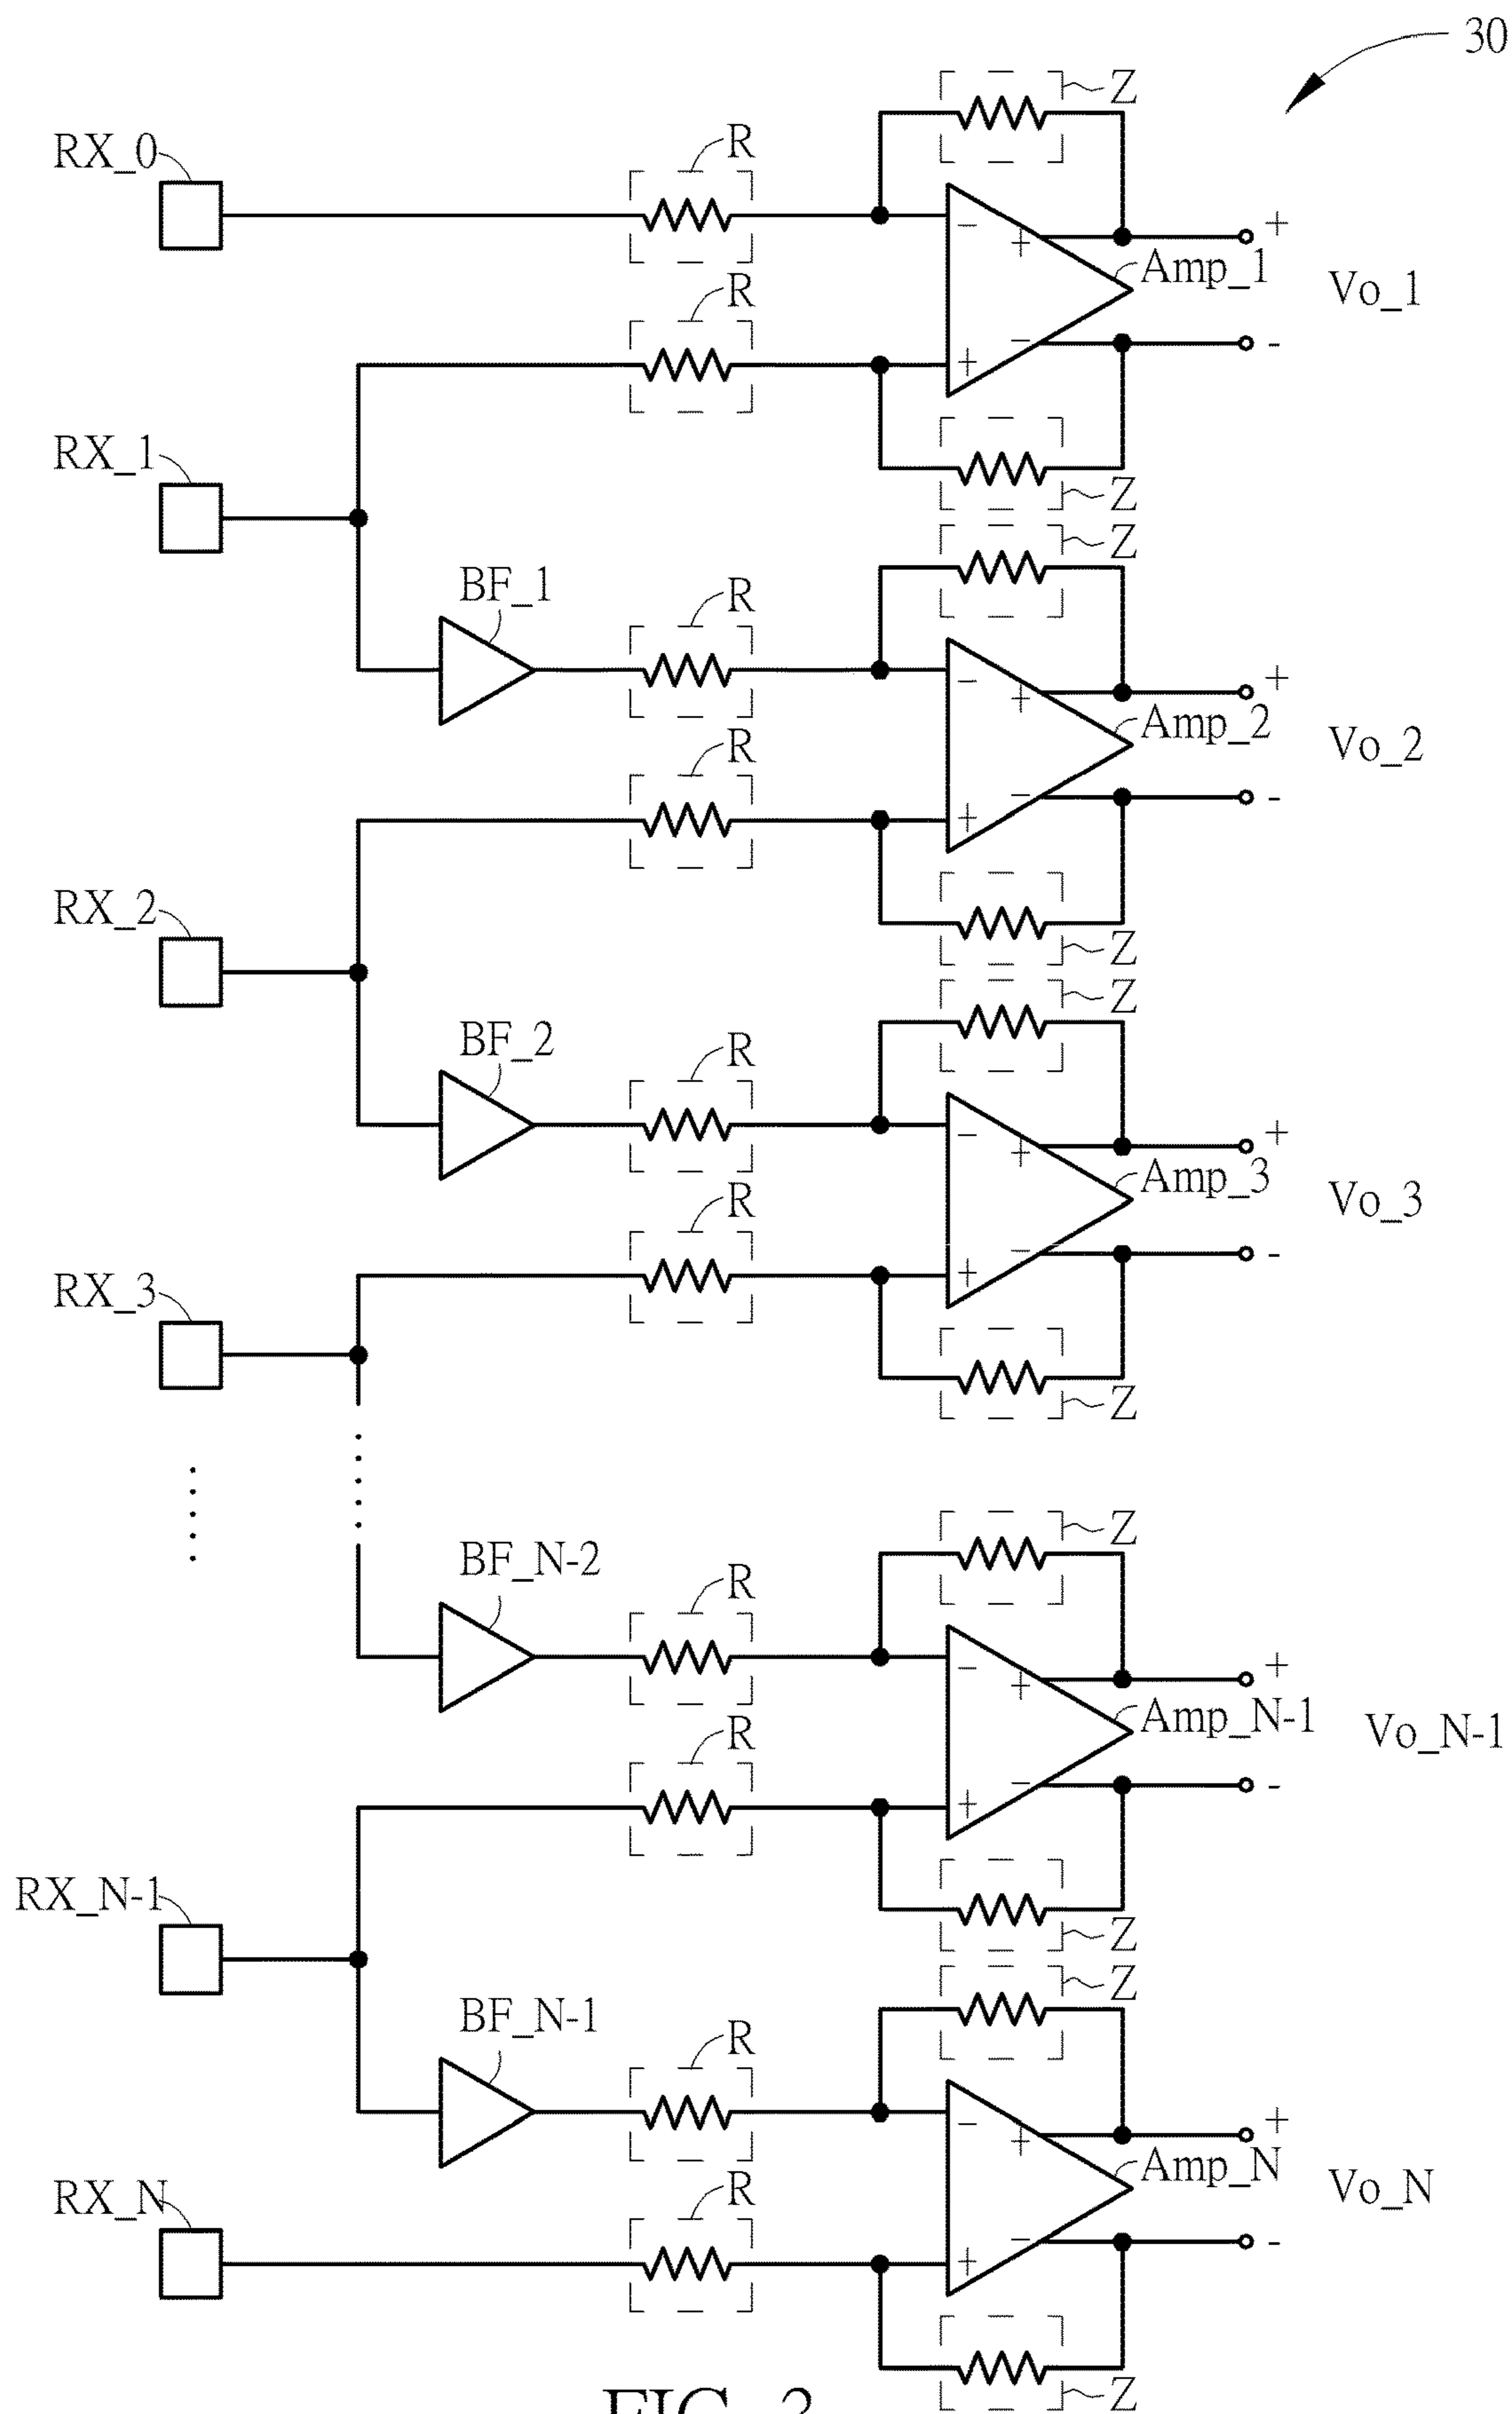 30
Z
RX_0
R
+
- +
Amp_1
Vo_1
R
- -
+
RX_1
Z
Z
BF_1
R
+
- +
Amp_2
Vo_2
R
- -
+
RX_2
Z
Z
BF_2
R
+
- +
Amp_3
Vo_3
R
- -
+
RX_3
Z
Z
BF_N-2
R
+
- +
Amp_N-1
Vo_N-1
R
- -
+
RX_N-1
Z
Z
BF_N-1
R
+
- +
Amp_N
Vo_N
RX_N
R
- -
+
Z
FIG.